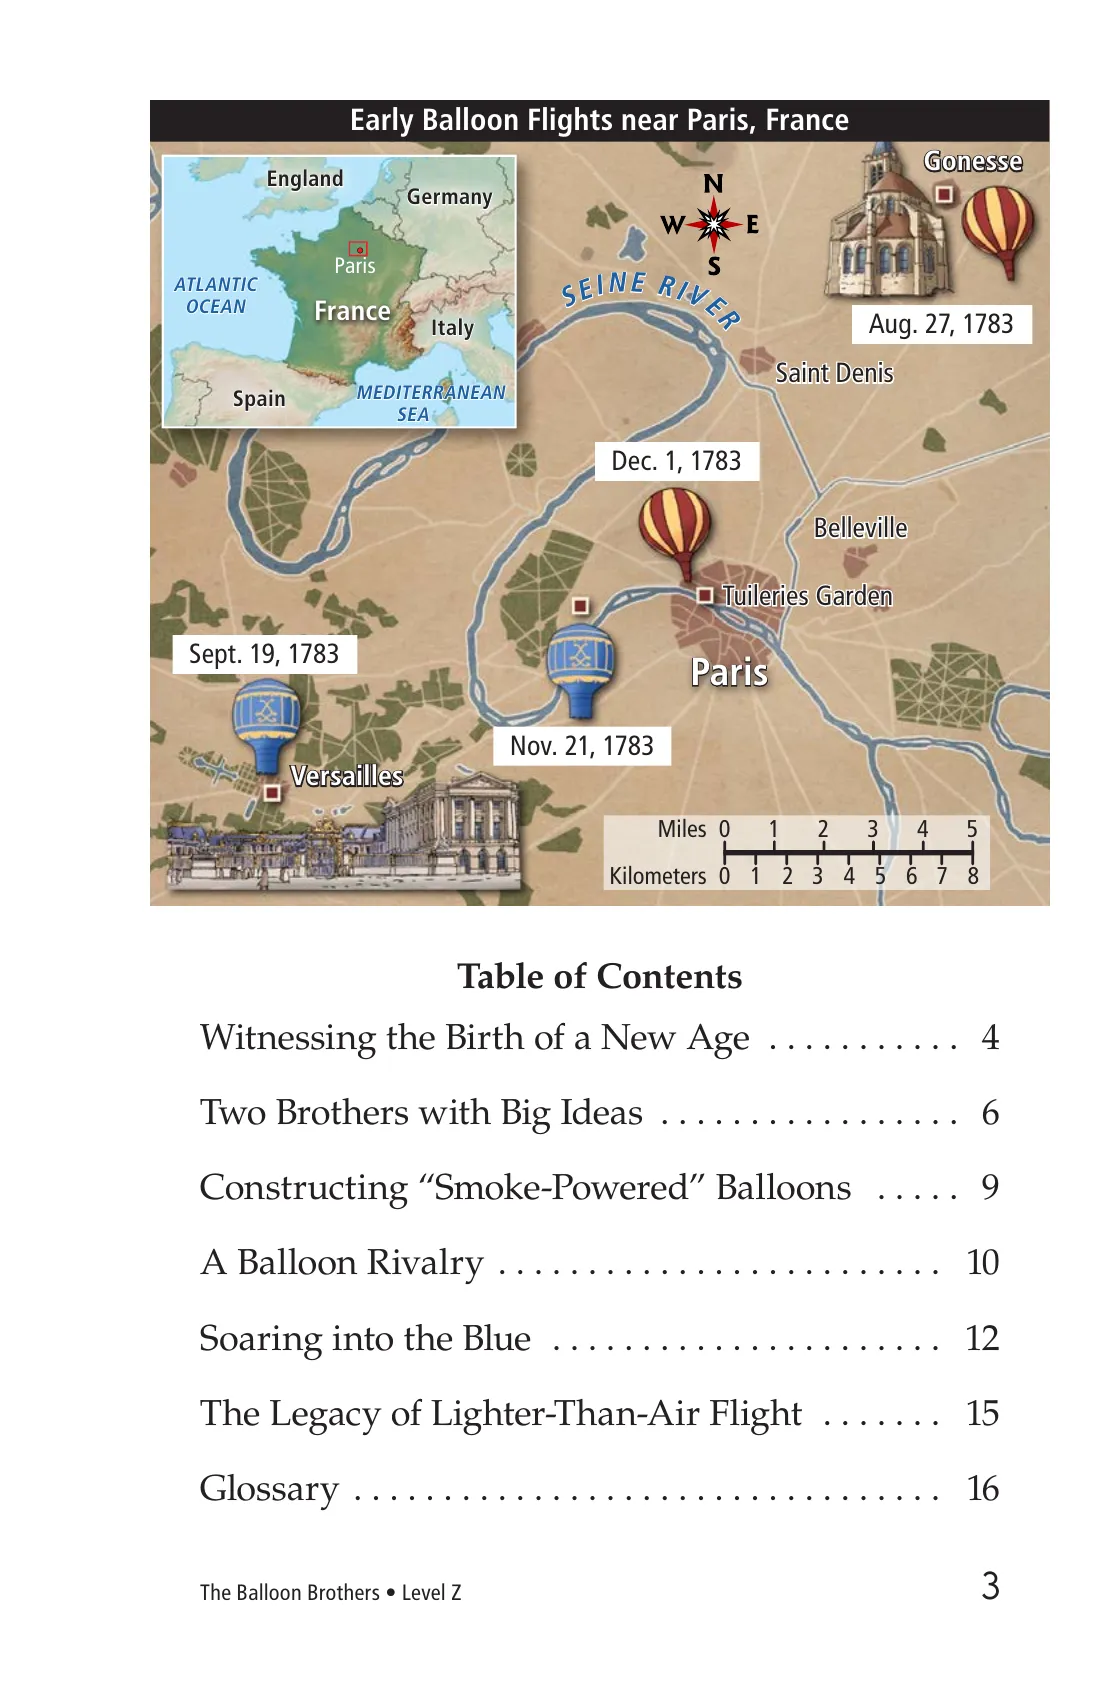 Early Balloon Flights near Paris, France
England
Germany
Paris
ATLANTIC
OCEAN
France
Italy
Spain
MEDITERRANEAN
SEA
N
W E
S
SEINE RIVER
Gonesse
Aug. 27, 1783
Saint Denis
Dec. 1, 1783
Belleville
Tuileries Garden
Paris
Sept. 19, 1783
Nov. 21, 1783
Versailles
Miles 0 1 2 3 4 5
Kilometers 0 1 2 3 4 5 6 7 8
Table of Contents
Witnessing the Birth of a New Age . . . . . . . . . . . 4
Two Brothers with Big Ideas . . . . . . . . . . . . . . . . . 6
Constructing “Smoke-Powered” Balloons . . . . . 9
A Balloon Rivalry . . . . . . . . . . . . . . . . . . . . . . . . . 10
Soaring into the Blue . . . . . . . . . . . . . . . . . . . . . . 12
The Legacy of Lighter-Than-Air Flight . . . . . . . 15
Glossary . . . . . . . . . . . . . . . . . . . . . . . . . . . . . . . . . 16
The Balloon Brothers • Level Z
3